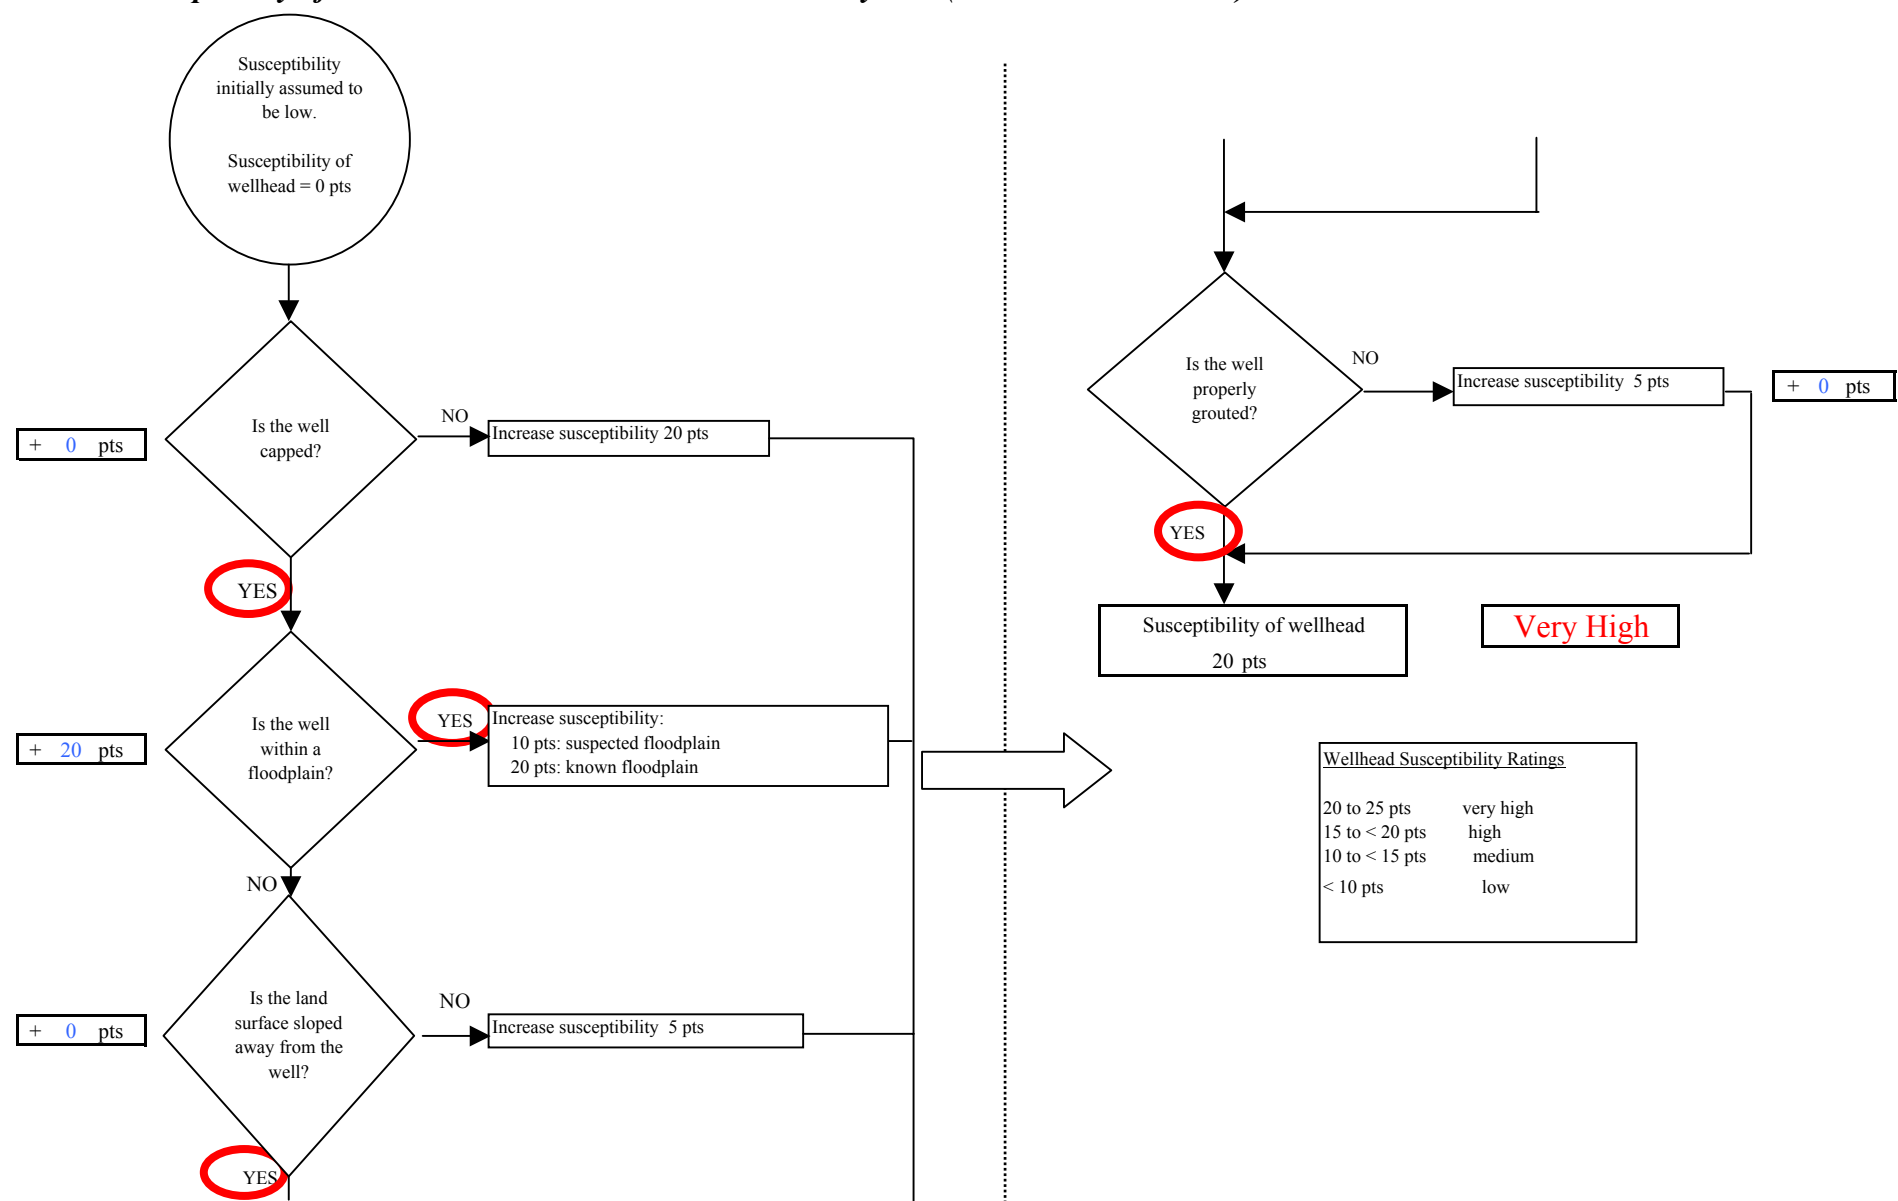 Susceptibility
initially assumed to
be low.
Susceptibility of
wellhead = 0 pts
Is the well
capped?
NO
Increase susceptibility 20 pts
+ 0 pts
YES
Is the well
within a
floodplain?
YES
Increase susceptibility:
10 pts: suspected floodplain
20 pts: known floodplain
+ 20 pts
NO
Is the land
surface sloped
away from the
well?
NO
Increase susceptibility 5 pts
+ 0 pts
YES
Is the well
properly
grouted?
NO
Increase susceptibility 5 pts
+ 0 pts
YES
Susceptibility of wellhead
20 pts
Very High
Wellhead Susceptibility Ratings
20 to 25 pts very high
15 to < 20 pts high
10 to < 15 pts medium
< 10 pts low